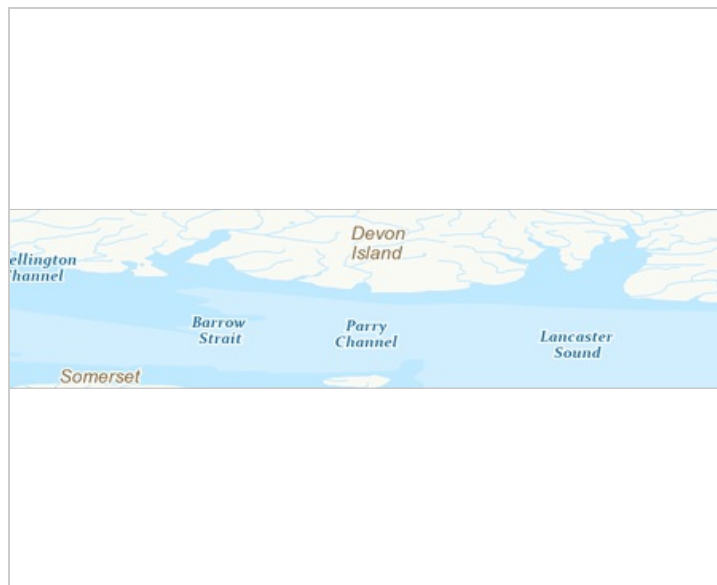 Devon
Island
ellington
hannel
Barrow
Strait
Parry
Channel
Lancaster
Sound
Somerset